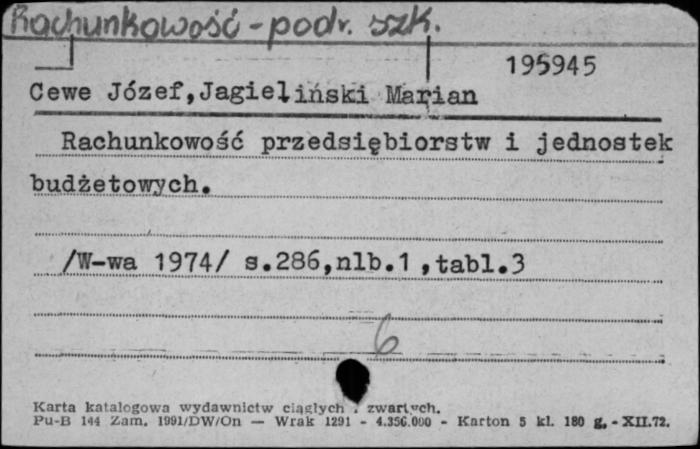 Rachunkowość - podr. szk.
195945
Cewe Józef,Jagieliński Marian
Rachunkowość przedsiębiorstw i jednostek
budżetowych.
/W-wa 1974/ s.286,nlb.1 ,tabl.3
6
Karta katalogowa wydawnictw ciągłych i zwartych.
Pu-B 144 Zam. 1991/DW/On — Wrak 1291 - 4.356.000 - Karton 5 kl. 180 g. - XII.72.